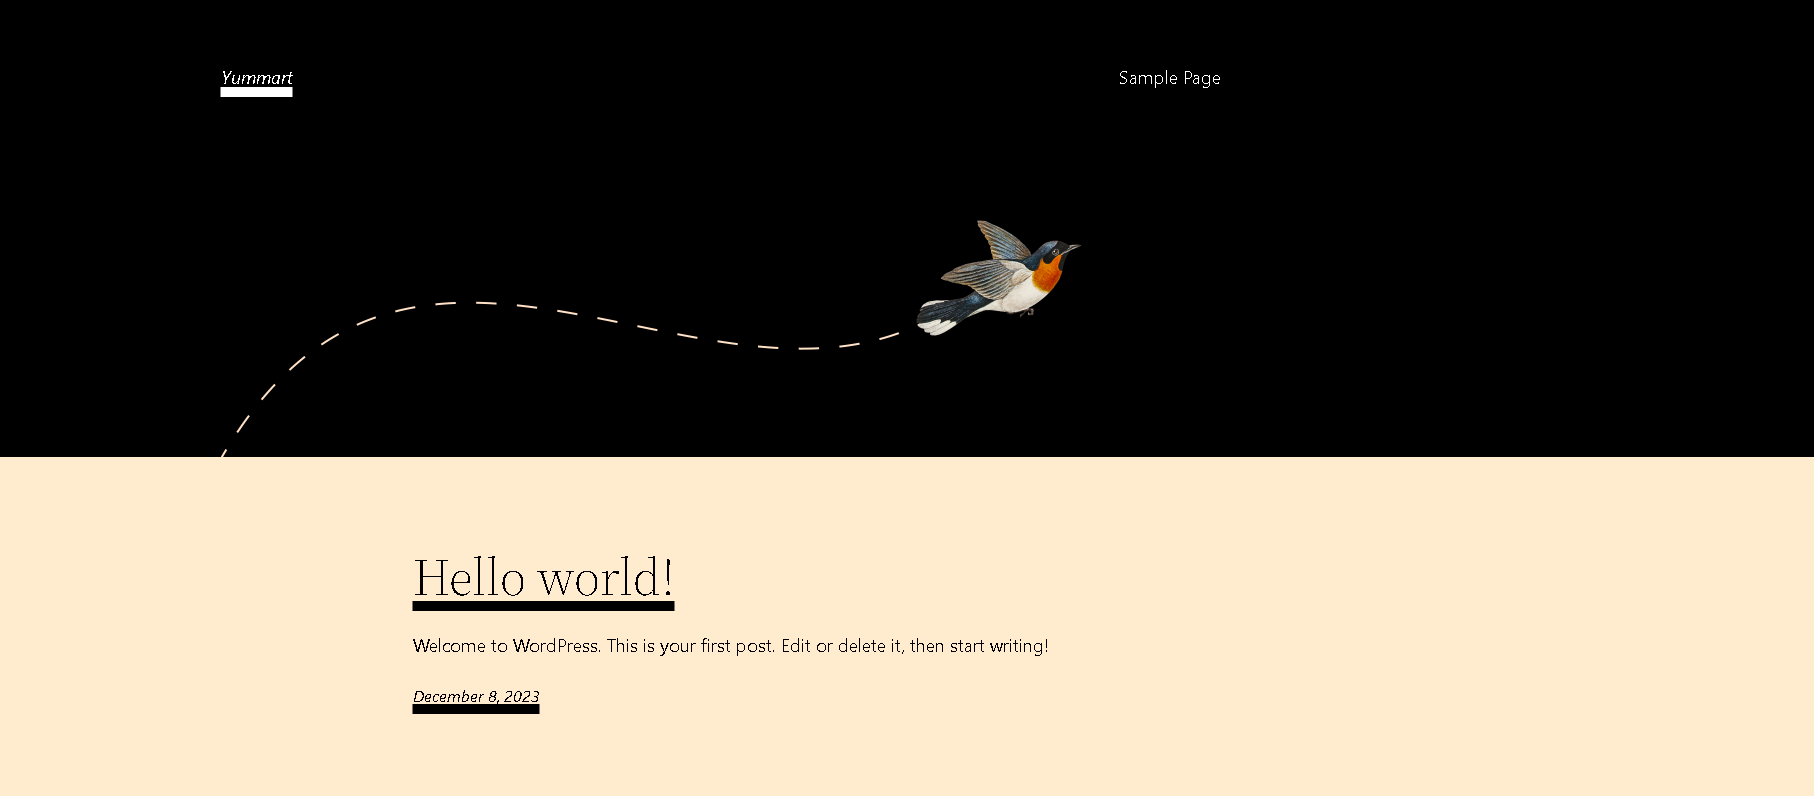 Yummart
Sample Page
Hello world!
Welcome to WordPress. This is your first post. Edit or delete it, then start writing!
December 8, 2023